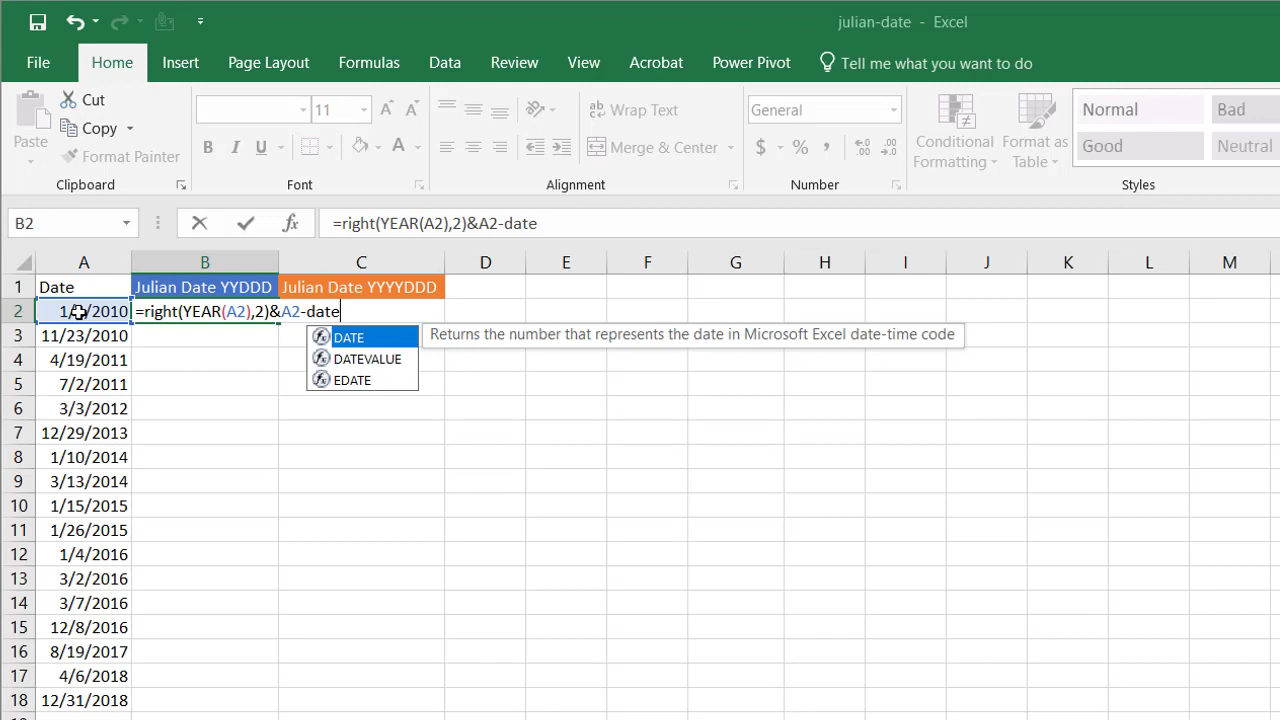 julian-date - Excel
File Home Insert Page Layout Formulas Data Review View Acrobat Power Pivot Tell me what you want to do
Paste Cut
Copy
Format Painter
Clipboard
11
B I U A
Font
Wrap Text
Merge & Center
Alignment
General
$ % ,
Number
Conditional Formatting Format as Table
Normal Bad
Good Neutral
Styles
B2 fx =right(YEAR(A2),2)&A2-date
A B C D E F G H I J K L M
1 Date Julian Date YYDDD Julian Date YYYYDDD
2 /2010 =right(YEAR(A2),2)&A2-date
DATE Returns the number that represents the date in Microsoft Excel date-time code
DATEVALUE
EDATE
3 11/23/2010
4 4/19/2011
5 7/2/2011
6 3/3/2012
7 12/29/2013
8 1/10/2014
9 3/13/2014
10 1/15/2015
11 1/26/2015
12 1/4/2016
13 3/2/2016
14 3/7/2016
15 12/8/2016
16 8/19/2017
17 4/6/2018
18 12/31/2018